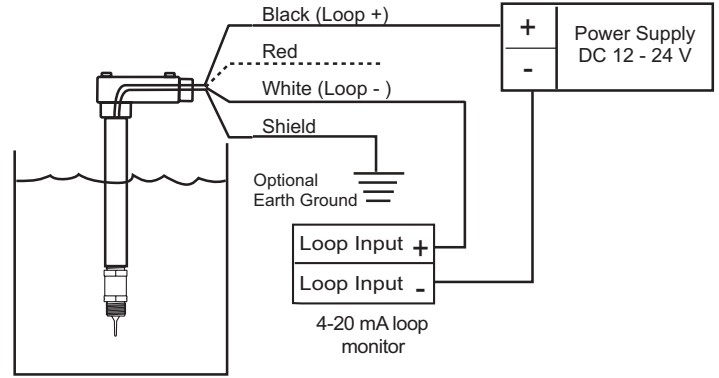 Black (Loop +)
Red
White (Loop - )
Shield
+
-
Power Supply
DC 12 - 24 V
Optional
Earth Ground
Loop Input +
Loop Input -
4-20 mA loop
monitor